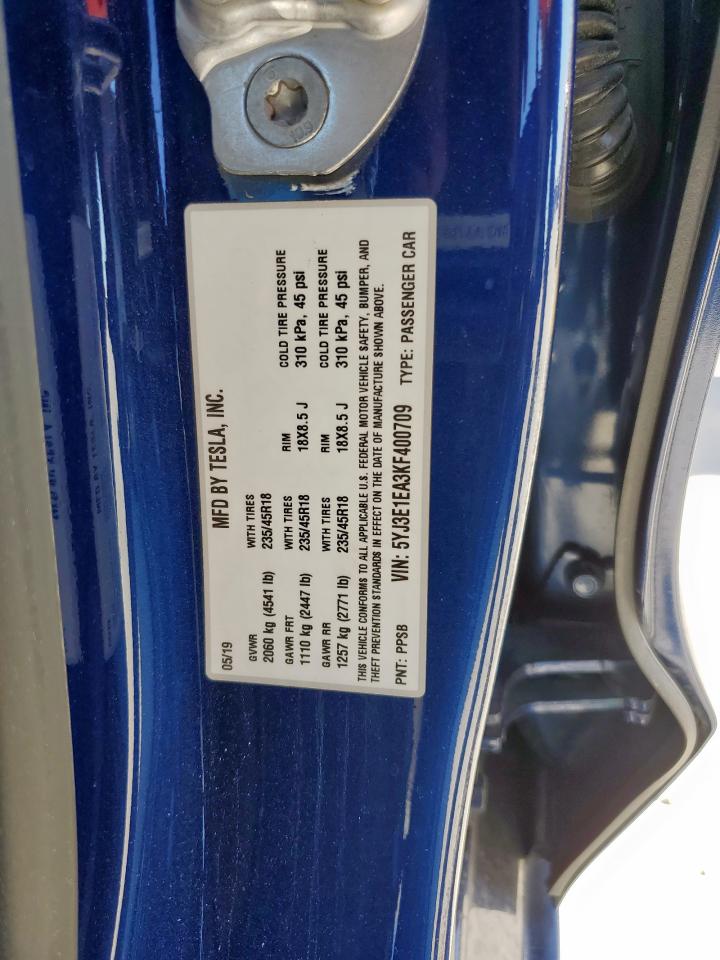 05/19 MFD BY TESLA, INC.
GVWR WITH TIRES
2060 kg (4541 lb) 235/45R18
GAWR FRT WITH TIRES RIM COLD TIRE PRESSURE
1110 kg (2447 lb) 235/45R18 18X8.5 J 310 kPa, 45 psi
GAWR RR WITH TIRES RIM COLD TIRE PRESSURE
1257 kg (2771 lb) 235/45R18 18X8.5 J 310 kPa, 45 psi
THIS VEHICLE CONFORMS TO ALL APPLICABLE U.S. FEDERAL MOTOR VEHICLE SAFETY, BUMPER, AND
THEFT PREVENTION STANDARDS IN EFFECT ON THE DATE OF MANUFACTURE SHOWN ABOVE.
PNT: PPSB VIN: 5YJ3E1EA3KF400709 TYPE: PASSENGER CAR